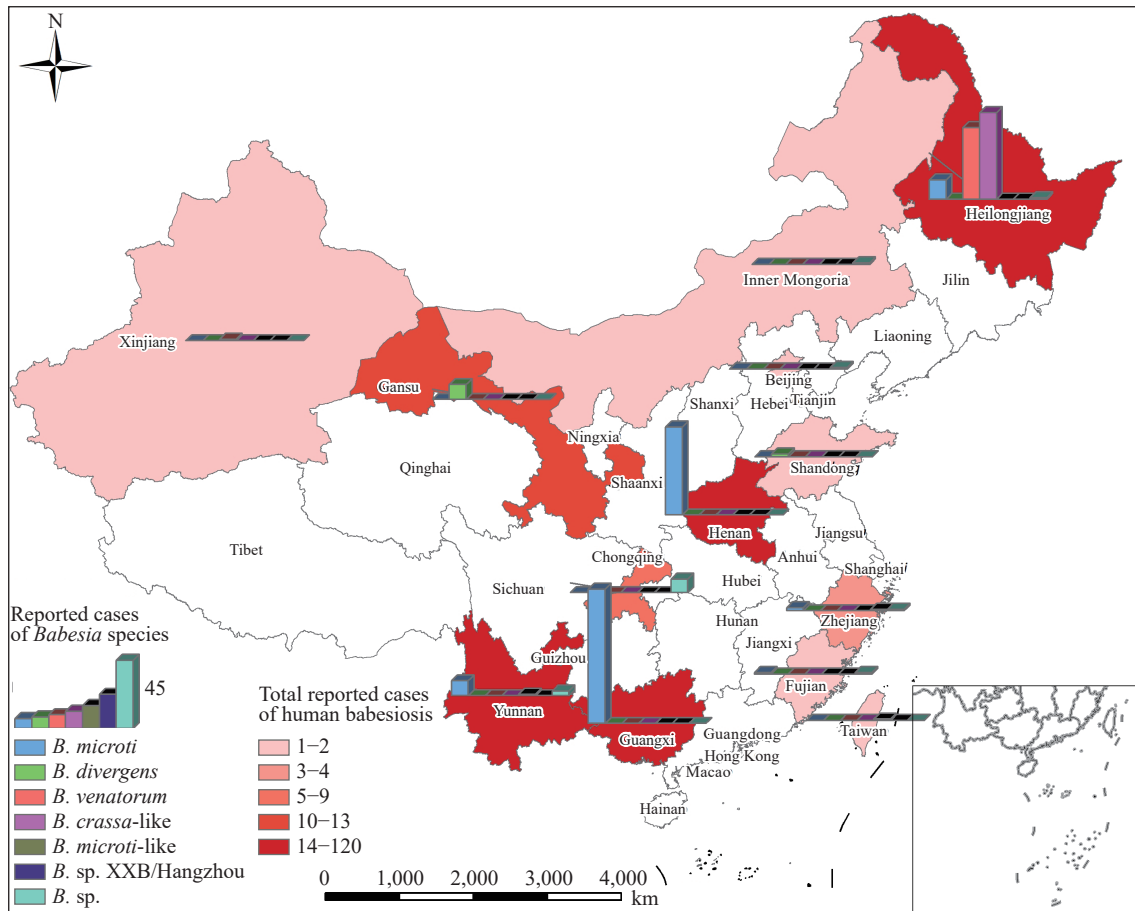 N
Heilongjiang
Inner Mongoria
Jilin
Xinjiang
Liaoning
Gansu
Beijing
Shanxi
Hebei
Tianjin
Ningxia
Qinghai
Shaanxi
Shandong
Henan
Jiangsu
Tibet
Chongqing
Anhui
Shanghai
Sichuan
Hubei
Hunan
Zhejiang
Jiangxi
Guizhou
Fujian
Yunnan
Guangxi
Guangdong
Taiwan
Hong Kong
Macao
Hainan
Reported cases
of Babesia species
45
B. microti
B. divergens
B. venatorum
B. crassa-like
B. microti-like
B. sp. XXB/Hangzhou
B. sp.
Total reported cases
of human babesiosis
1−2
3−4
5−9
10−13
14−120
0 1,000 2,000 3,000 4,000
km